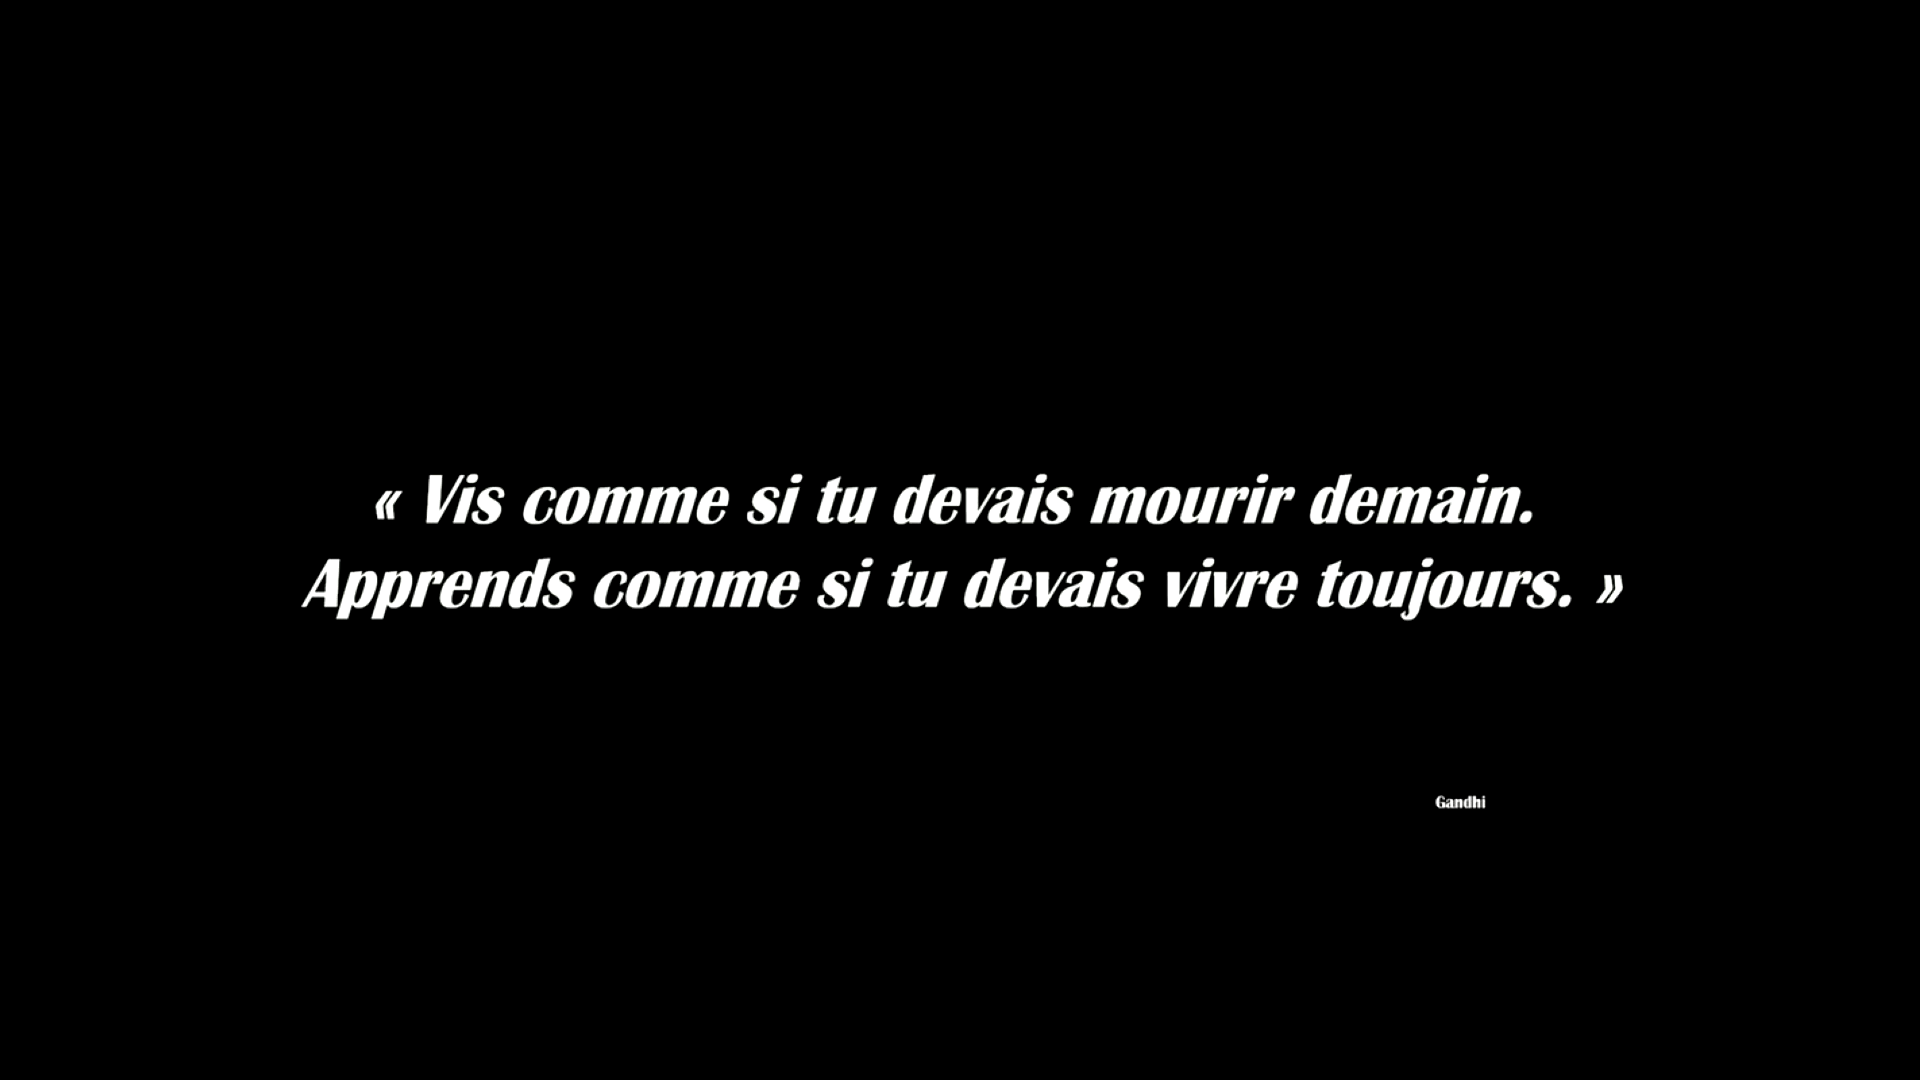 « Vis comme si tu devais mourir demain.
Apprends comme si tu devais vivre toujours. »
Gandhi